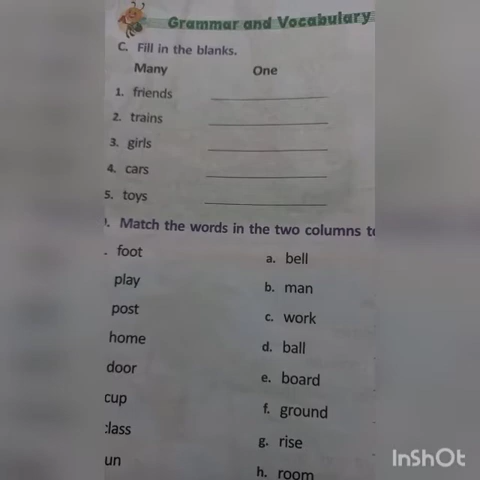 Grammar and Vocabulary
C. Fill in the blanks.
Many One
1. friends
2. trains
3. girls
4. cars
5. toys
Match the words in the two columns
foot a. bell
play b. man
post c. work
home d. ball
door e. board
cup f. ground
lass g. rise
un h. room
InShOt